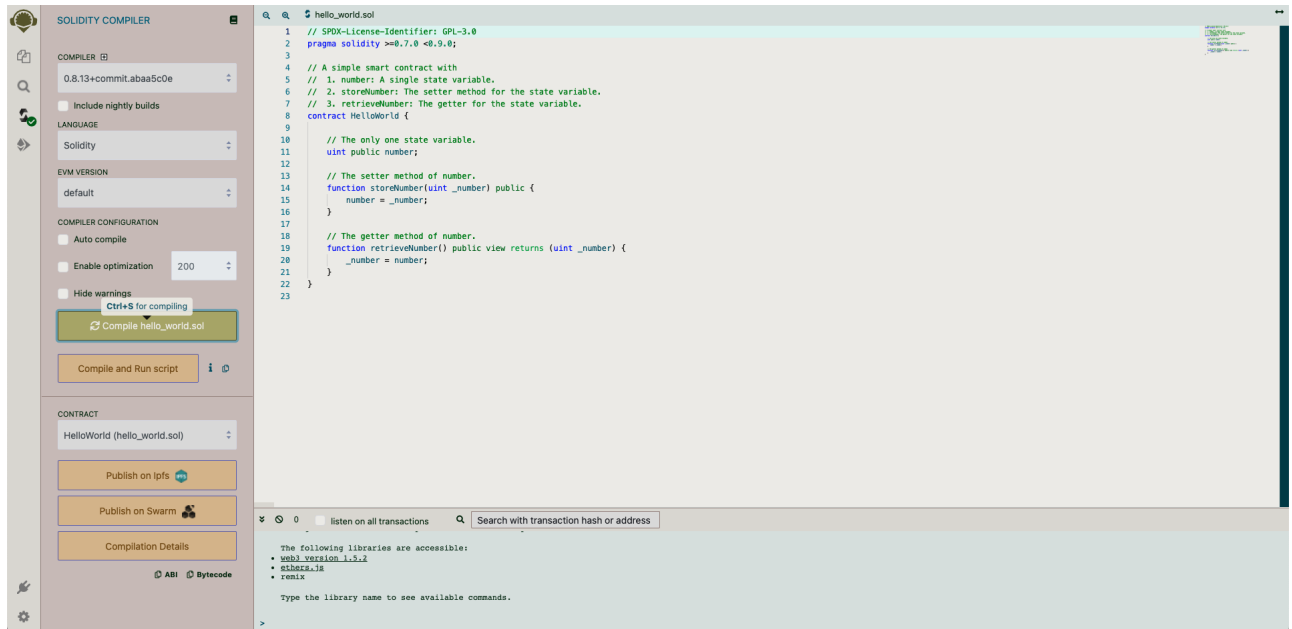 SOLIDITY COMPILER
COMPILER
0.8.13+commit.abaa5c0e
Include nightly builds
LANGUAGE
Solidity
EVM VERSION
default
COMPILER CONFIGURATION
Auto compile
Enable optimization 200
Hide warnings
Ctrl+S for compiling
Compile hello_world.sol
Compile and Run script
CONTRACT
HelloWorld (hello_world.sol)
Publish on Ipfs
Publish on Swarm
Compilation Details
ABI Bytecode
hello_world.sol
1 // SPDX-License-Identifier: GPL-3.0
2 pragma solidity >=0.7.0 <0.9.0;
3
4 // A simple smart contract with
5 // 1. number: A single state variable.
6 // 2. storeNumber: The setter method for the state variable.
7 // 3. retrieveNumber: The getter for the state variable.
8 contract HelloWorld {
9
10 // The only one state variable.
11 uint public number;
12
13 // The setter method of number.
14 function storeNumber(uint _number) public {
15 number = _number;
16 }
17
18 // The getter method of number.
19 function retrieveNumber() public view returns (uint _number) {
20 _number = number;
21 }
22 }
23
0 listen on all transactions Search with transaction hash or address
The following libraries are accessible:
• web3 version 1.5.2
• ethers.js
• remix
Type the library name to see available commands.
>